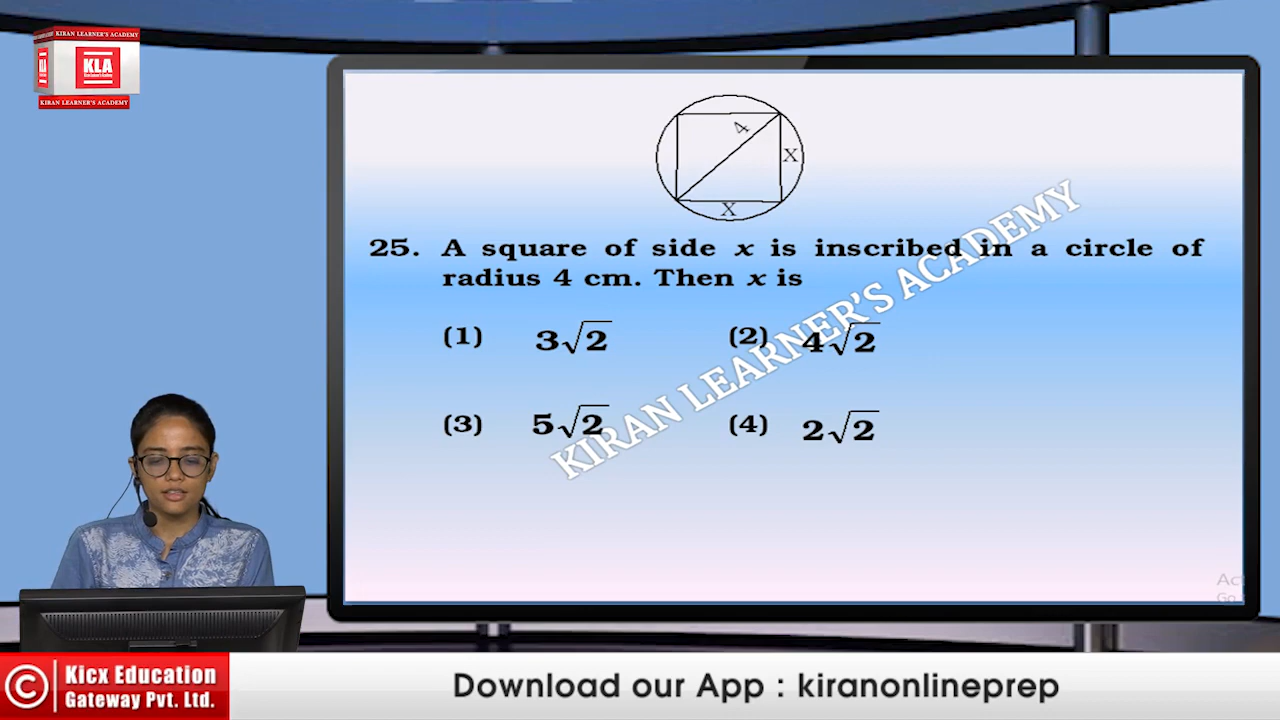 KIRAN LEARNER'S ACADEMY
KLA
KIRAN LEARNER'S ACADEMY
4
X
X
25. A square of side x is inscribed in a circle of
radius 4 cm. Then x is
(1) 3√2 (2) 4√2
(3) 5√2 (4) 2√2
KIRAN LEARNER'S ACADEMY
© Kicx Education
Gateway Pvt. Ltd.
Download our App : kiranonlineprep